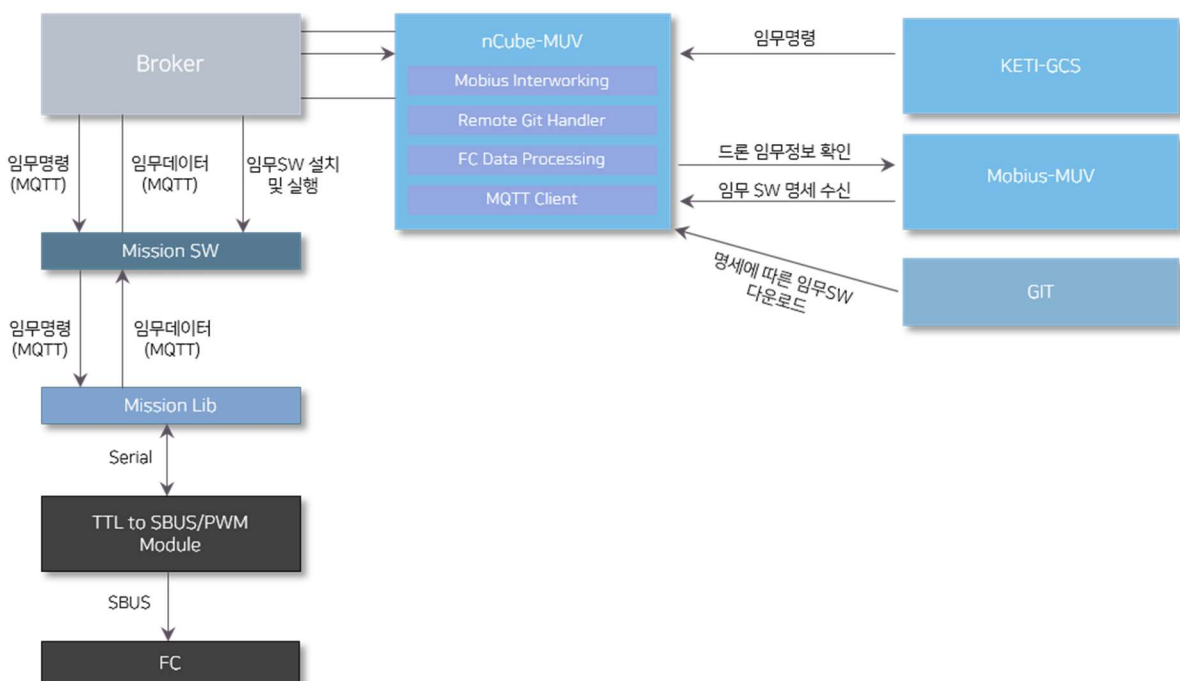 Broker
nCube-MUV
Mobius Interworking
Remote Git Handler
FC Data Processing
MQTT Client
임무명령
KETI-GCS
드론 임무정보 확인
임무 SW 명세 수신
Mobius-MUV
명세에 따른 임무SW
다운로드
GIT
임무명령
(MQTT)
임무데이터
(MQTT)
임무SW 설치
및 실행
Mission SW
임무명령
(MQTT)
임무데이터
(MQTT)
Mission Lib
Serial
TTL to SBUS/PWM
Module
SBUS
FC